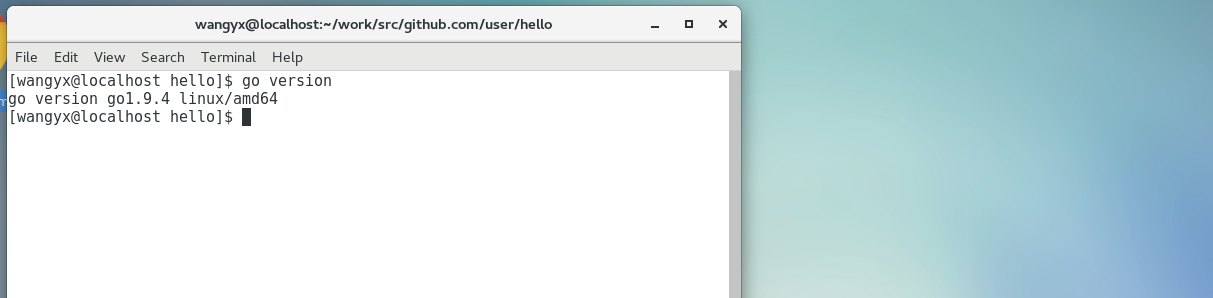 wangyx@localhost:~/work/src/github.com/user/hello
File Edit View Search Terminal Help
[wangyx@localhost hello]$ go version
go version go1.9.4 linux/amd64
[wangyx@localhost hello]$